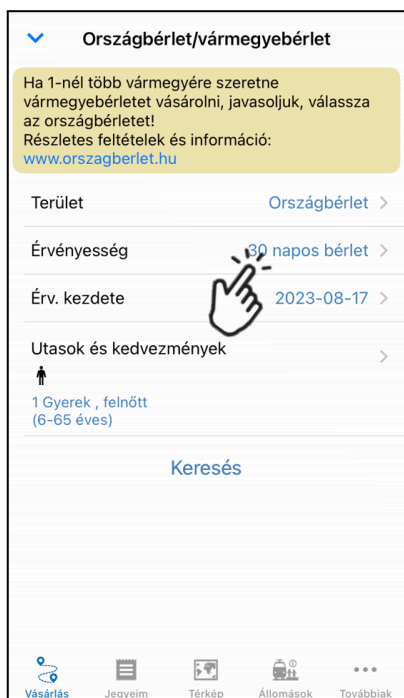 Országbérlet/vármegyebérlet
Ha 1-nél több vármegyére szeretne
vármegyebérletet vásárolni, javasoljuk, válassza
az országbérletet!
Részletes feltételek és információ:
www.orszagberlet.hu
Terület Országbérlet >
Érvényesség 30 napos bérlet >
Érv. kezdete 2023-08-17 >
Utasok és kedvezmények >
1 Gyerek , felnőtt
(6-65 éves)
Keresés
Vásárlás Jegyeim Térkép Állomások Továbbiak